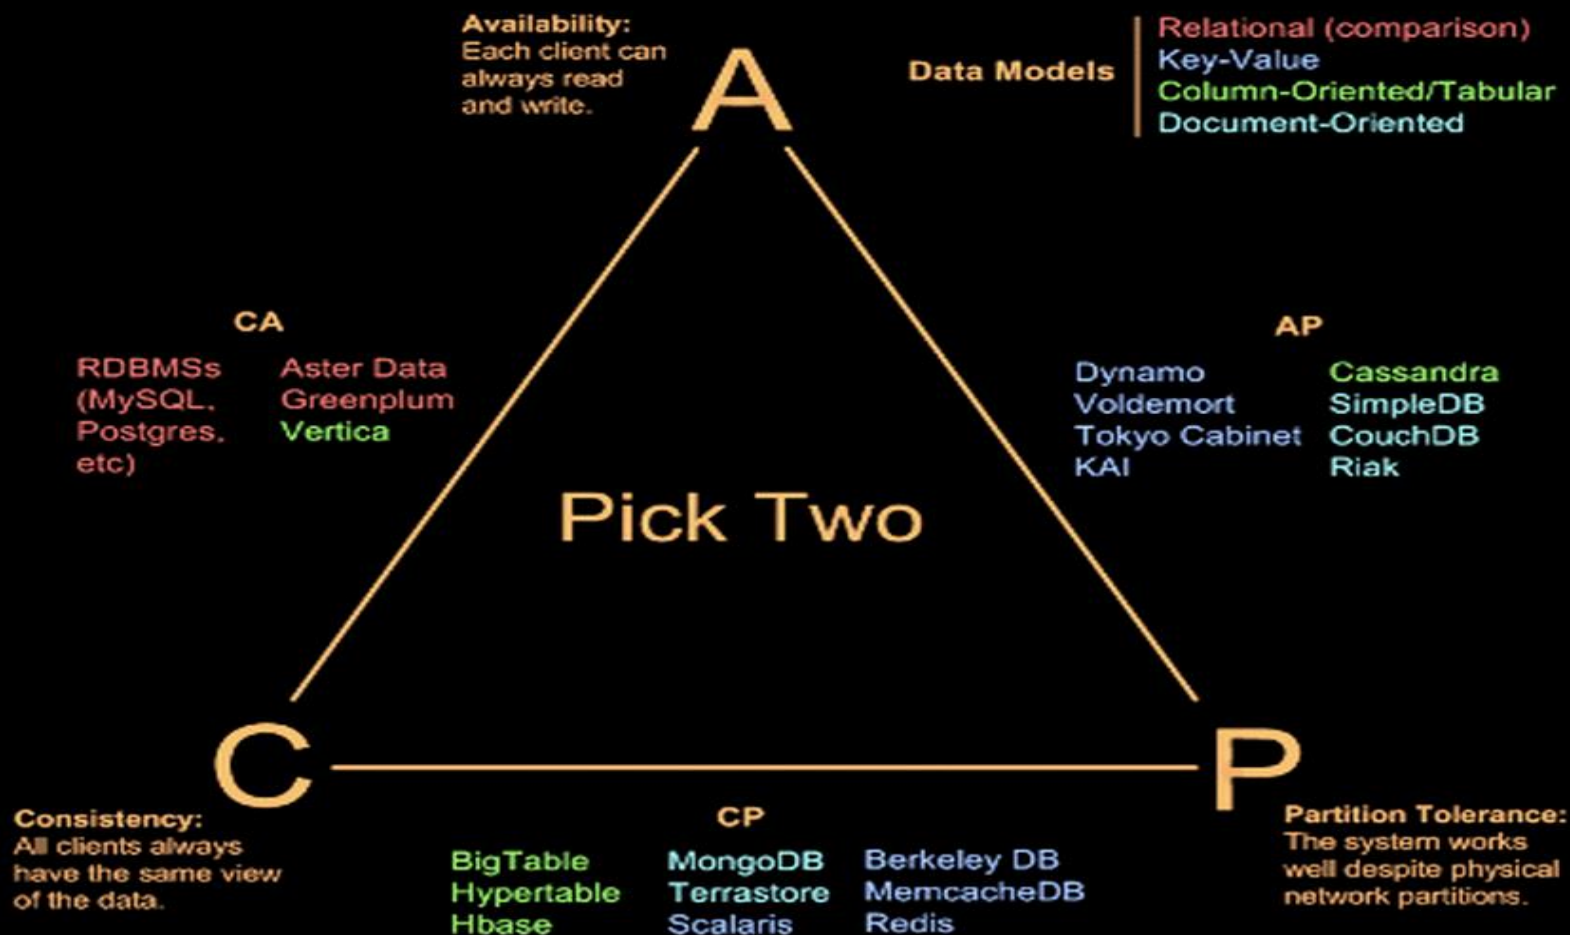 Availability:
Each client can
always read
and write.
A
Data Models
Relational (comparison)
Key-Value
Column-Oriented/Tabular
Document-Oriented
CA
RDBMSs
(MySQL,
Postgres,
etc)
Aster Data
Greenplum
Vertica
AP
Dynamo
Voldemort
Tokyo Cabinet
KAI
Cassandra
SimpleDB
CouchDB
Riak
Pick Two
C
P
Consistency:
All clients always
have the same view
of the data.
CP
BigTable
Hypertable
Hbase
MongoDB
Terrastore
Scalaris
Berkeley DB
MemcacheDB
Redis
Partition Tolerance:
The system works
well despite physical
network partitions.